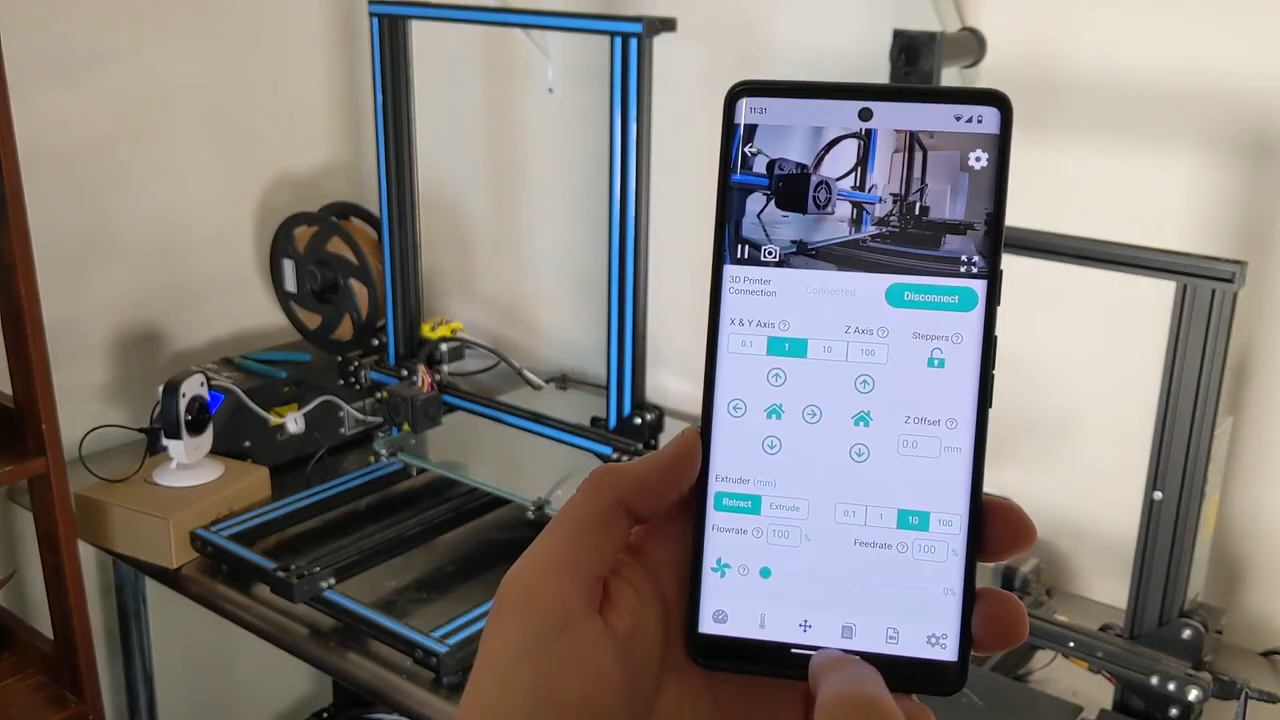 11:31
3D Printer
Connection
Connected
Disconnect
X & Y Axis ?
Z Axis ?
Steppers ?
0.1 1 10 100
Z Offset ?
0.0 mm
Extruder (mm)
Retract Extrude
0.1 1 10 100
Flowrate ? 100 %
Feedrate ? 100 %
?
0%